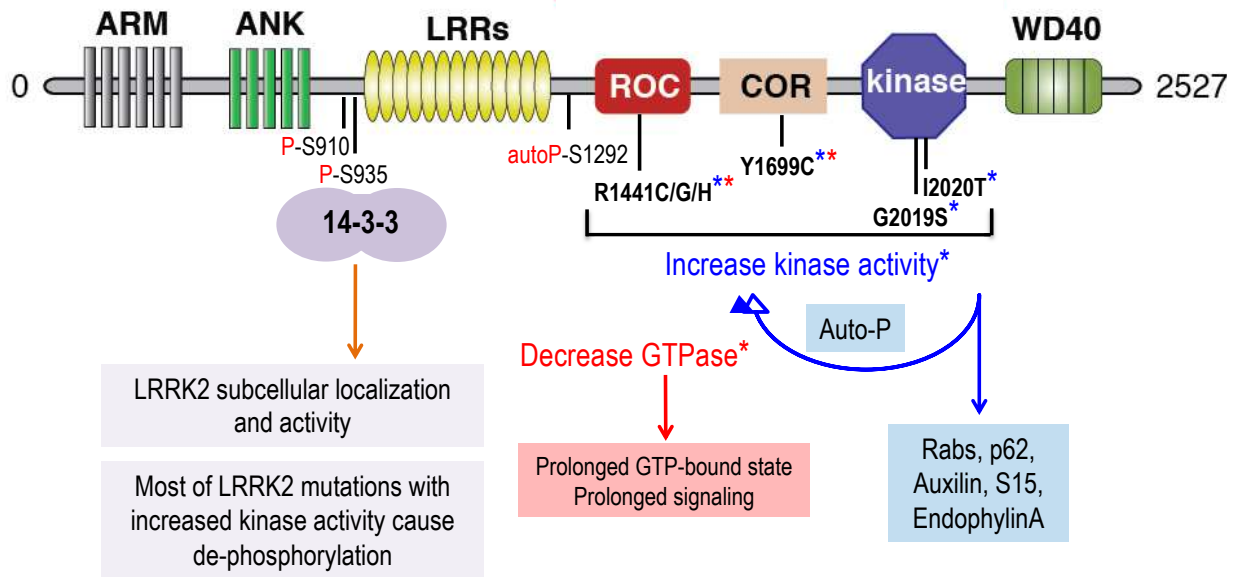 ARM
ANK
LRRs
ROC
COR
kinase
WD40
0
2527
P-S910
P-S935
autoP-S1292
R1441C/G/H**
Y1699C**
I2020T*
G2019S*
14-3-3
Increase kinase activity*
Auto-P
Decrease GTPase*
LRRK2 subcellular localization
and activity
Most of LRRK2 mutations with
increased kinase activity cause
de-phosphorylation
Prolonged GTP-bound state
Prolonged signaling
Rabs, p62,
Auxilin, S15,
EndophylinA